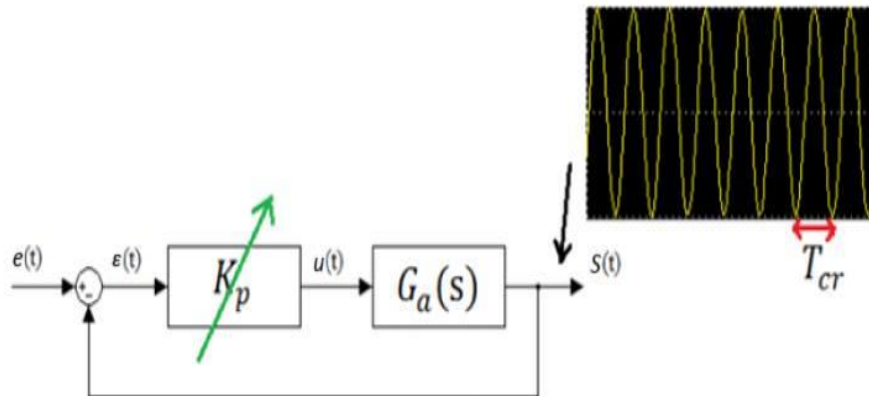 e(t)
+
-
ε(t)
K_p
u(t)
G_a(s)
S(t)
T_cr